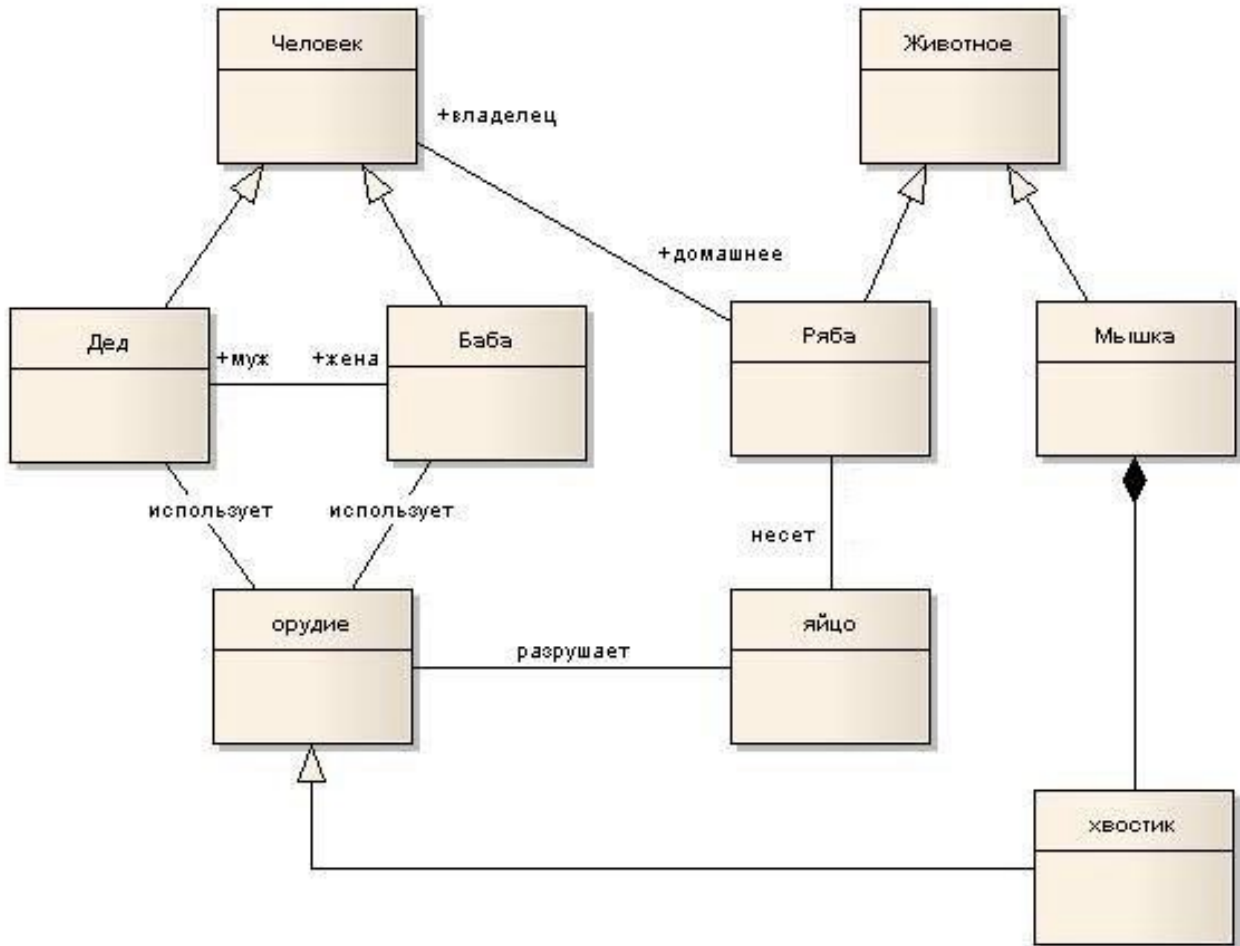 Человек
Животное
+владелец
+домашнее
Дед
Баба
Ряба
Мышка
+муж
+жена
использует
использует
несет
орудие
яйцо
разрушает
хвостик